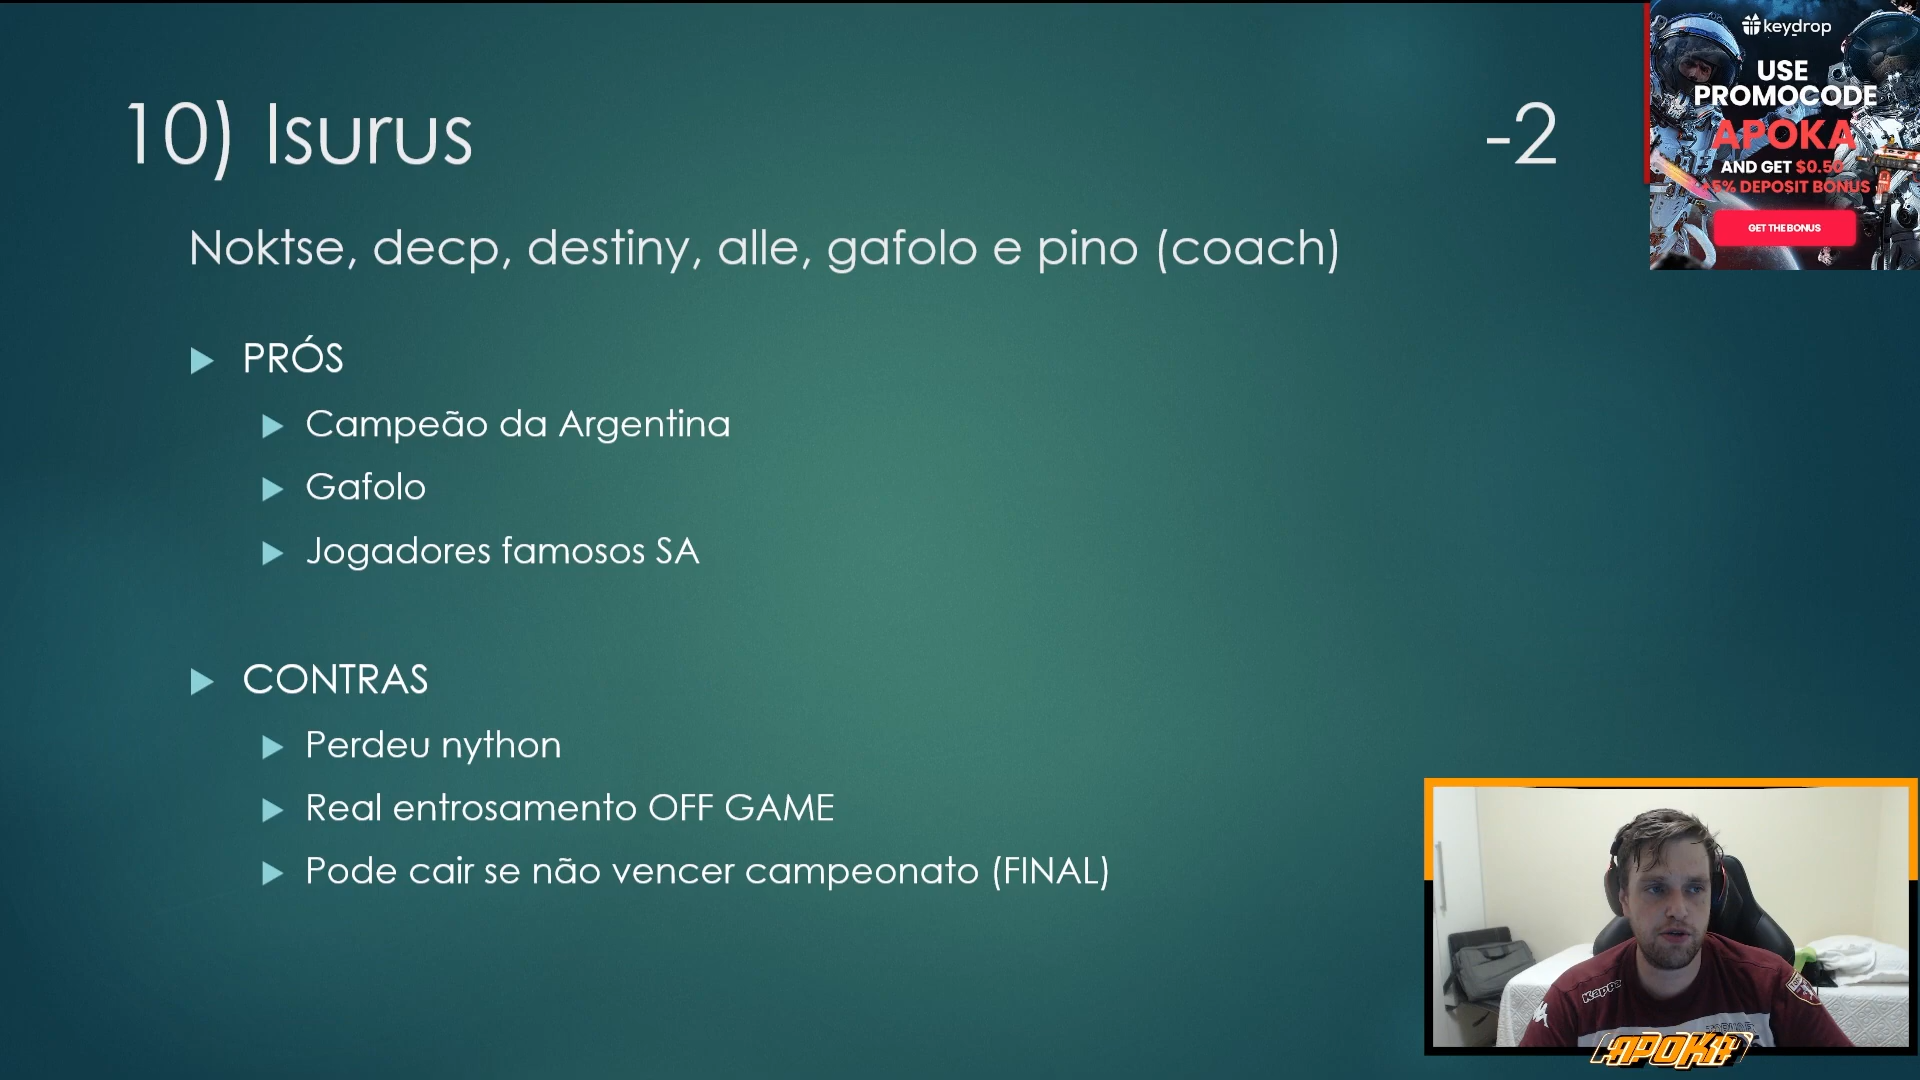 10) Isurus
-2
Noktse, decp, destiny, alle, gafolo e pino (coach)
PRÓS
Campeão da Argentina
Gafolo
Jogadores famosos SA
CONTRAS
Perdeu nython
Real entrosamento OFF GAME
Pode cair se não vencer campeonato (FINAL)
keydrop
USE
PROMOCODE
APOKA
AND GET $0.50
5% DEPOSIT BONUS
GET THE BONUS
Kappa
APOKA